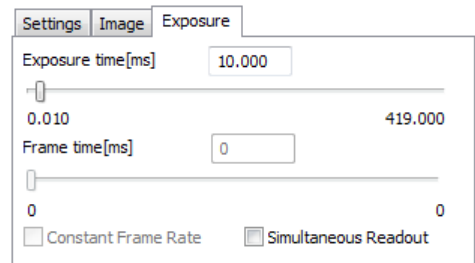 Settings Image Exposure
Exposure time[ms] 10.000
0.010 419.000
Frame time[ms] 0
0 0
Constant Frame Rate Simultaneous Readout